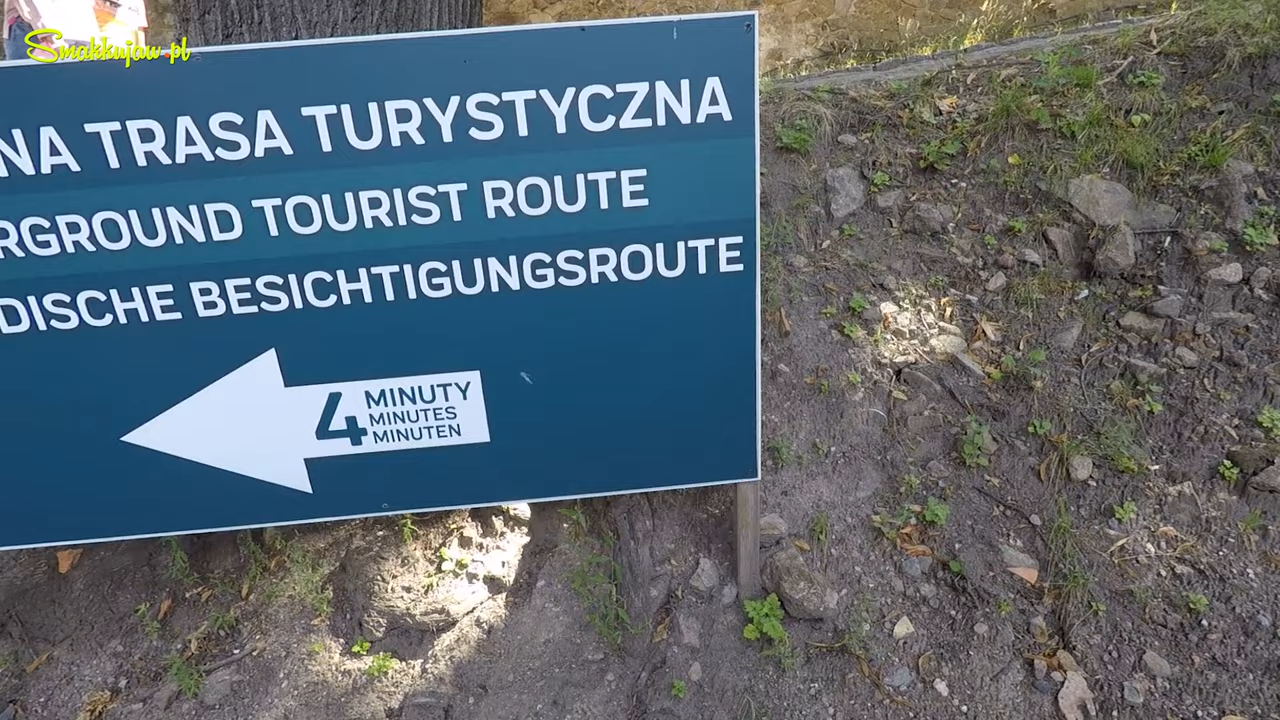 Smakkujaw.pl
NA TRASA TURYSTYCZNA
RGROUND TOURIST ROUTE
DISCHE BESICHTIGUNGSROUTE
4 MINUTY
MINUTES
MINUTEN